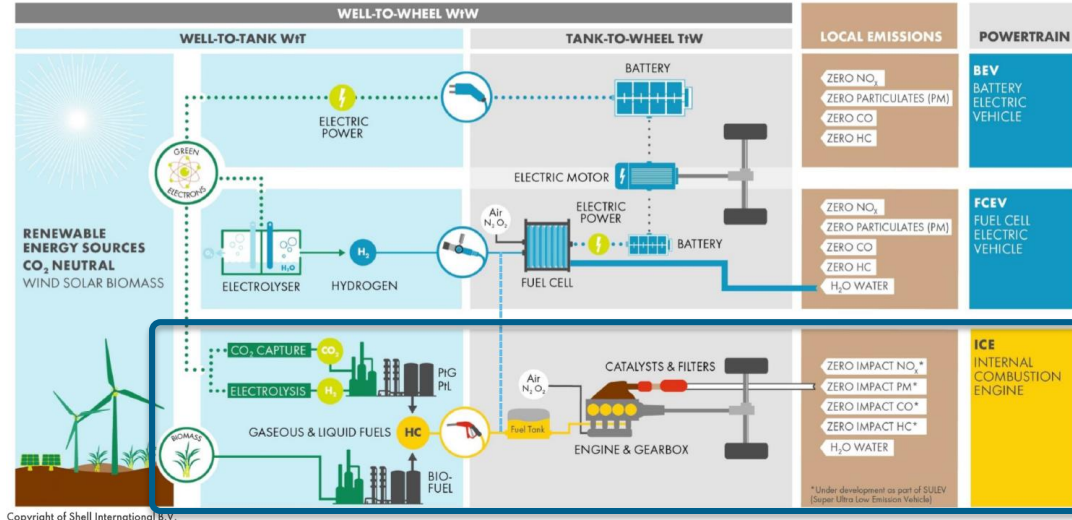 WELL-TO-WHEEL WtW
WELL-TO-TANK WtT
TANK-TO-WHEEL TtW
LOCAL EMISSIONS
POWERTRAIN
BATTERY
ELECTRIC
POWER
ZERO NOx
ZERO PARTICULATES (PM)
ZERO CO
ZERO HC
BEV
BATTERY
ELECTRIC
VEHICLE
GREEN
ELECTRONS
ELECTRIC MOTOR
RENEWABLE
ENERGY SOURCES
CO₂ NEUTRAL
WIND SOLAR BIOMASS
O₂
H₂O
ELECTROLYSER
H₂
HYDROGEN
Air
N₂ O₂
FUEL CELL
ELECTRIC
POWER
BATTERY
ZERO NOx
ZERO PARTICULATES (PM)
ZERO CO
ZERO HC
H₂O WATER
FCEV
FUEL CELL
ELECTRIC
VEHICLE
CO₂ CAPTURE
CO₂
ELECTROLYSIS
H₂
PtG
PtL
GASEOUS & LIQUID FUELS
HC
BIOMASS
BIO-
FUEL
Air
N₂ O₂
Fuel Tank
CATALYSTS & FILTERS
ENGINE & GEARBOX
ZERO IMPACT NOx*
ZERO IMPACT PM*
ZERO IMPACT CO*
ZERO IMPACT HC*
H₂O WATER
*Under development as part of SULEV
(Super Ultra Low Emission Vehicle)
ICE
INTERNAL
COMBUSTION
ENGINE
Copyright of Shell International B.V.